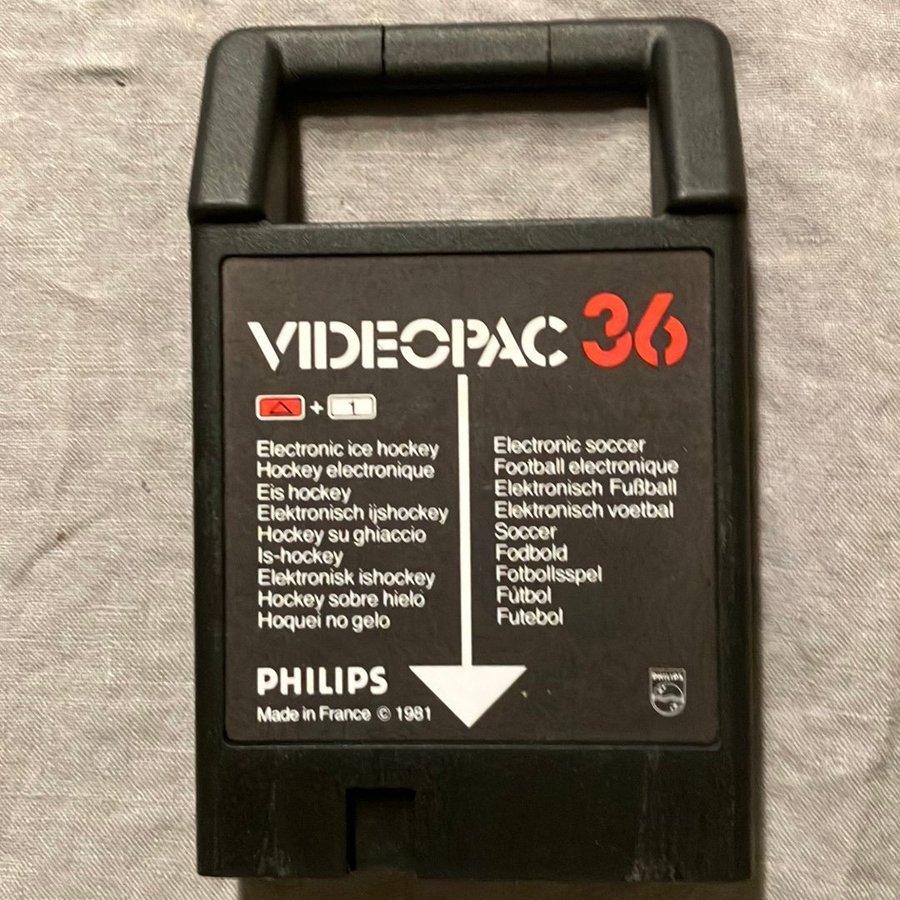 VIDEOPAC 36
+ 1
Electronic ice hockey
Hockey electronique
Eis hockey
Elektronisch ijshockey
Hockey su ghiaccio
Is-hockey
Elektronisk ishockey
Hockey sobre hielo
Hoquei no gelo
Electronic soccer
Football electronique
Elektronisch Fußball
Elektronisch voetbal
Soccer
Fodbold
Fotbollsspel
Fútbol
Futebol
PHILIPS
Made in France © 1981
PHILIPS